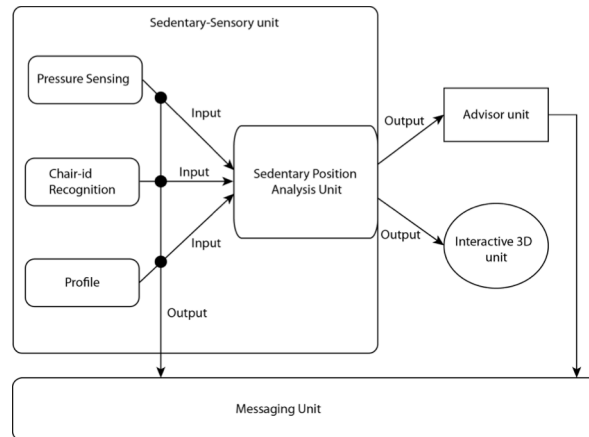 Sedentary-Sensory unit
Pressure Sensing
Input
Output
Advisor unit
Chair-id
Recognition
Input
Sedentary Position
Analysis Unit
Input
Output
Interactive 3D
unit
Profile
Output
Messaging Unit